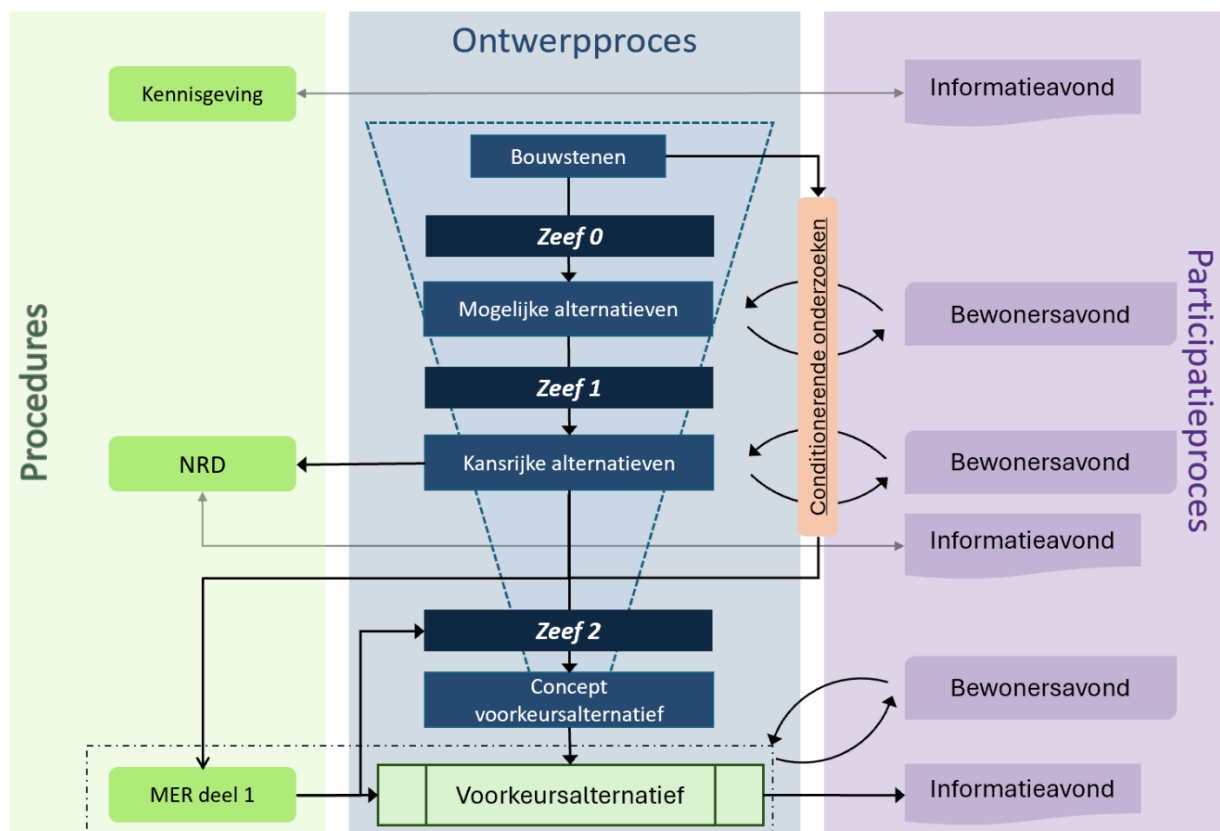 Ontwerpproces
Kennisgeving
Informatieavond
Bouwstenen
Zeef 0
Mogelijke alternatieven
Bewonersavond
Zeef 1
Kansrijke alternatieven
NRD
Bewonersavond
Informatieavond
Conditionerende onderzoeken
Procedures
Participatieproces
Zeef 2
Concept
voorkeursalternatief
Bewonersavond
MER deel 1
Voorkeursalternatief
Informatieavond